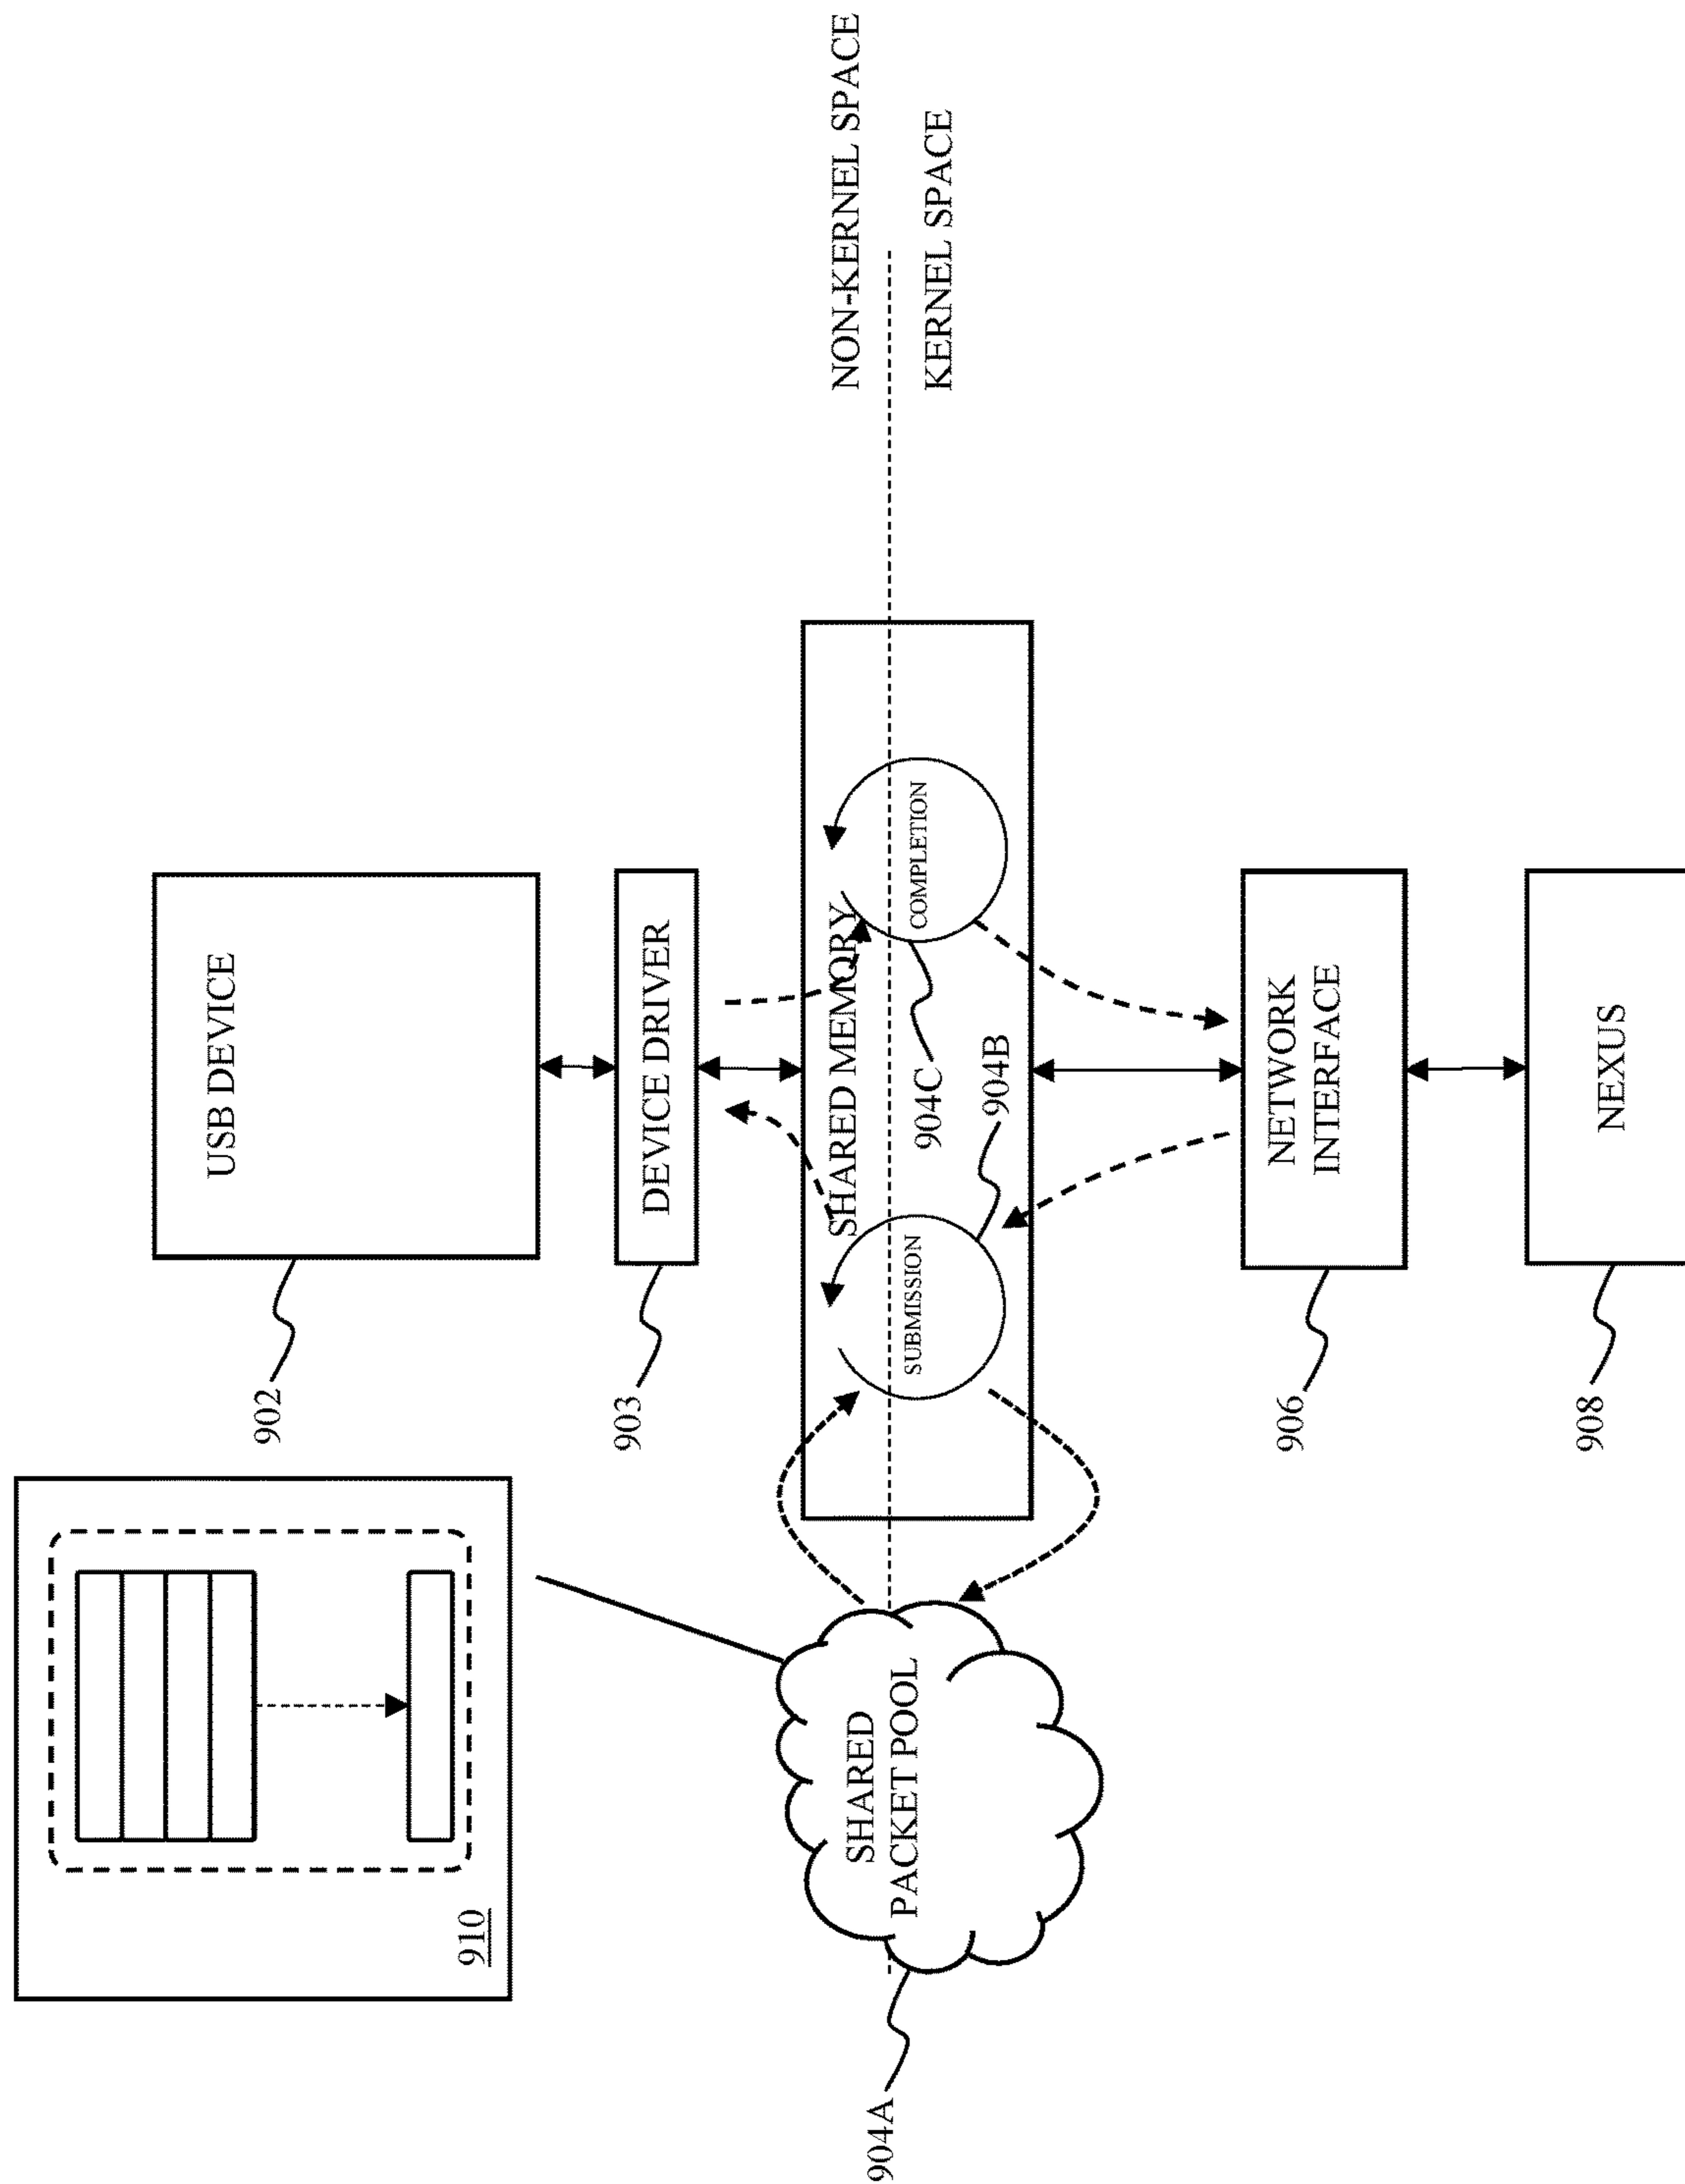 USB DEVICE
902
910
903
DEVICE DRIVER
NON-KERNEL SPACE
SHARED MEMORY
SHARED
PACKET POOL
904A
SUBMISSION
COMPLETION
KERNEL SPACE
904C
904B
906
NETWORK
INTERFACE
908
NEXUS